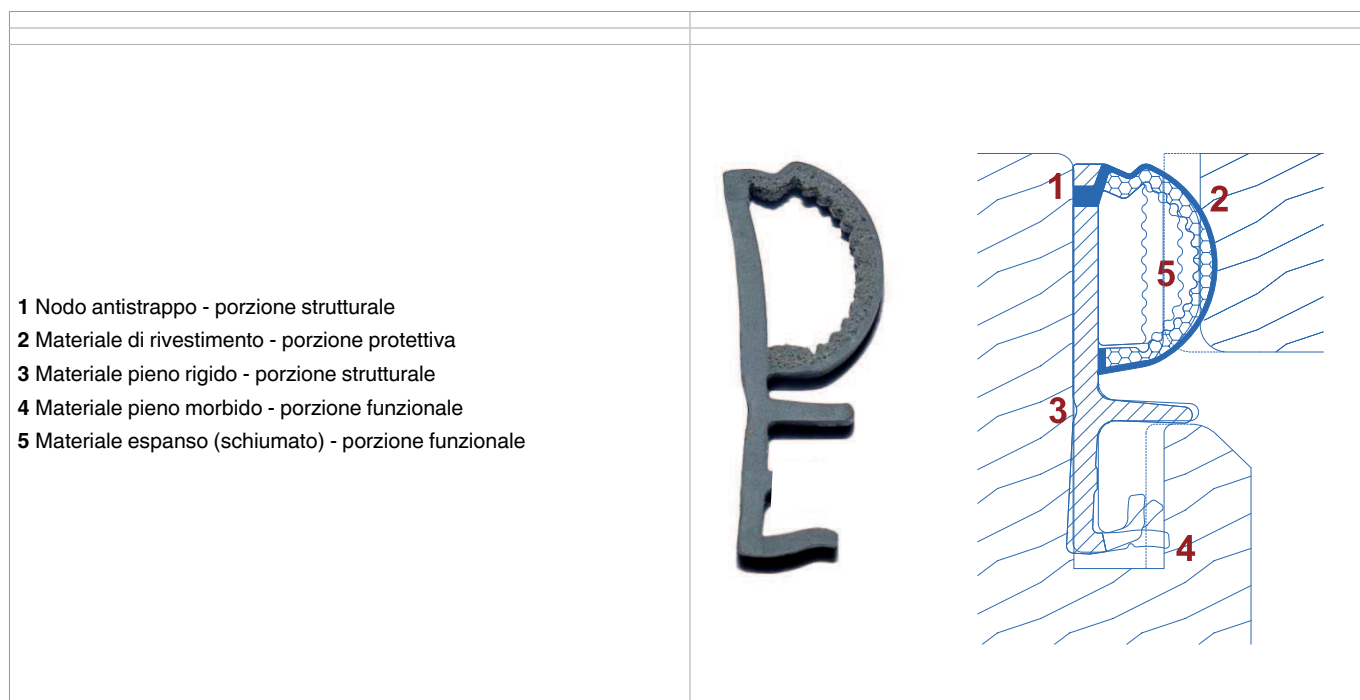 1 Nodo antistrappo - porzione strutturale
2 Materiale di rivestimento - porzione protettiva
3 Materiale pieno rigido - porzione strutturale
4 Materiale pieno morbido - porzione funzionale
5 Materiale espanso (schiumato) - porzione funzionale
1
2
5
3
4